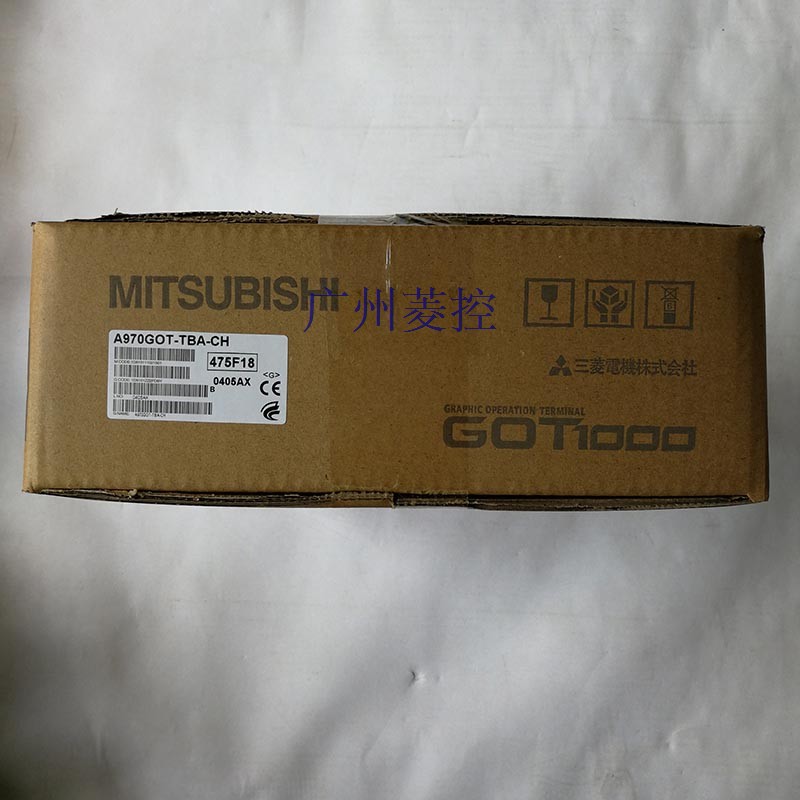 MITSUBISHI
广州菱控
A970GOT-TBA-CH
475F18
<G>
0405AX
B
三菱電機株式会社
GRAPHIC OPERATION TERMINAL
GOT1000